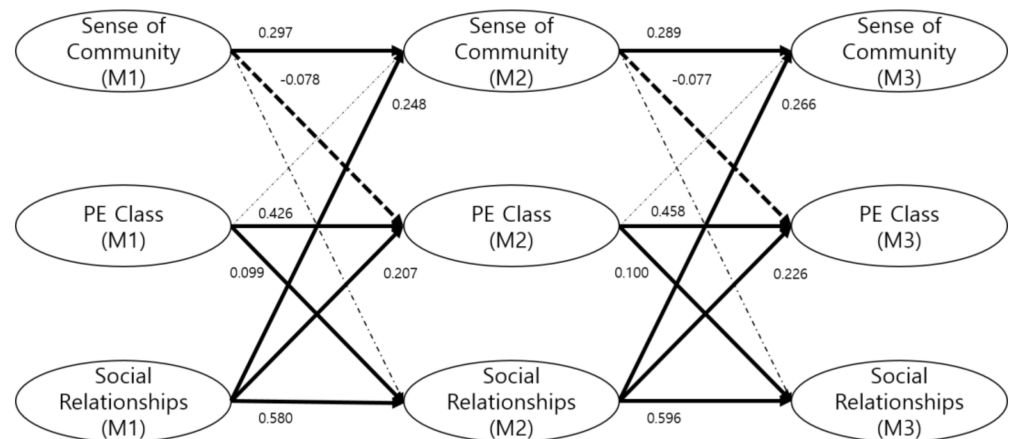 Sense of
Community
(M1)
0.297
-0.078
0.248
Sense of
Community
(M2)
0.289
-0.077
0.266
Sense of
Community
(M3)
PE Class
(M1)
0.426
0.099
0.207
PE Class
(M2)
0.458
0.100
0.226
PE Class
(M3)
Social
Relationships
(M1)
0.580
Social
Relationships
(M2)
0.596
Social
Relationships
(M3)